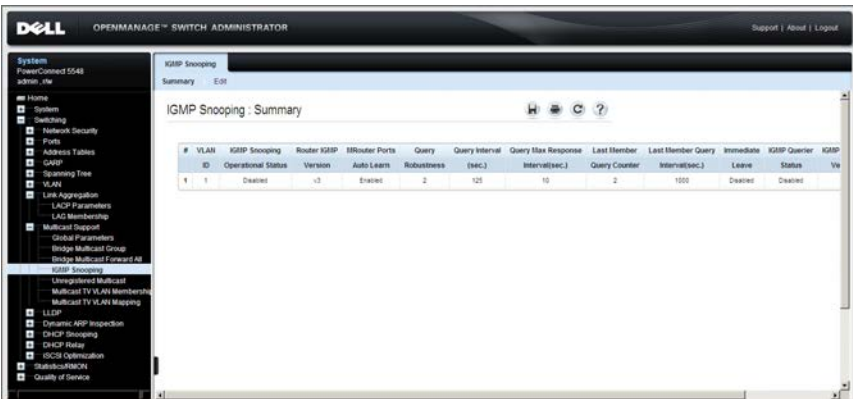 DELL
OPENMANAGE™ SWITCH ADMINISTRATOR
Support | About | Logout
System
PowerConnect 5548
admin , r/w
Home
System
Switching
Network Security
Ports
Address Tables
GARP
Spanning Tree
VLAN
Link Aggregation
LACP Parameters
LAG Membership
Multicast Support
Global Parameters
Bridge Multicast Group
Bridge Multicast Forward All
IGMP Snooping
Unregistered Multicast
Multicast TV VLAN Membership
Multicast TV VLAN Mapping
LLDP
Dynamic ARP Inspection
DHCP Snooping
DHCP Relay
iSCSI Optimization
Statistics/RMON
Quality of Service
IGMP Snooping
Summary Edit
IGMP Snooping : Summary
# VLAN IGMP Snooping Router IGMP MRouter Ports Query Query Interval Query Max Response Last Member Last Member Query Immediate IGMP Querier IGMP
ID Operational Status Version Auto Learn Robustness (sec.) Interval(sec.) Query Counter Interval(sec.) Leave Status Ve
1 1 Disabled v3 Enabled 2 125 10 2 1000 Disabled Disabled